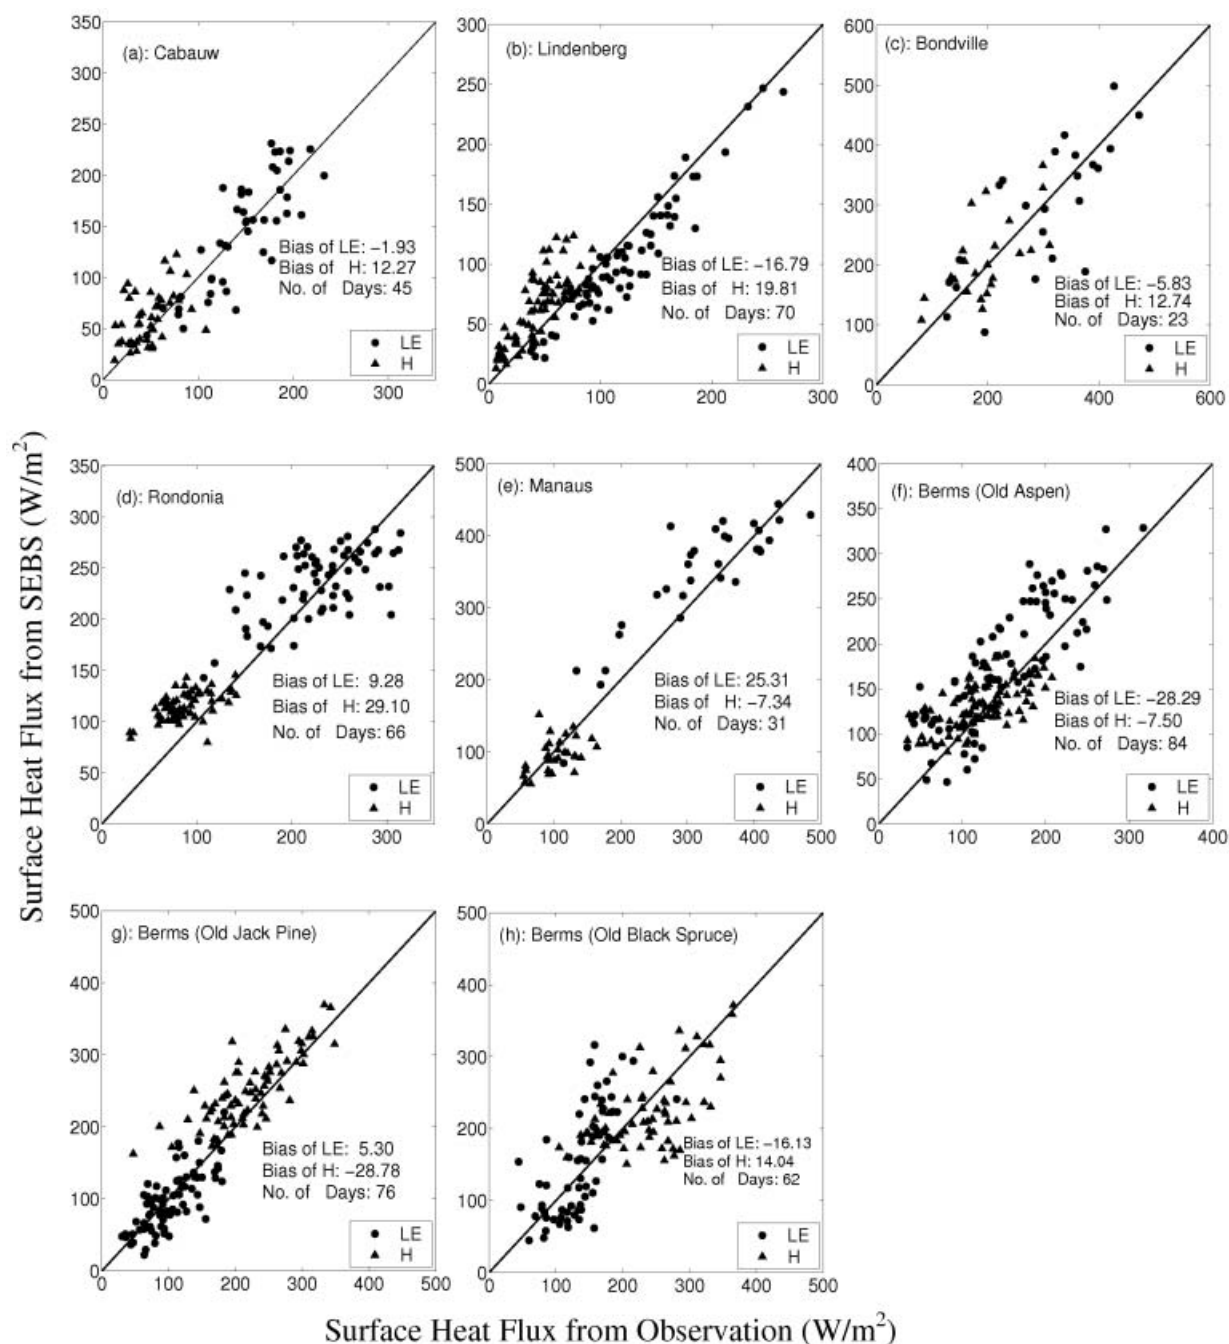 Surface Heat Flux from SEBS (W/m²)
(a): Cabauw
350
300
250
200
150
100
50
0
Bias of LE: −1.93
Bias of H: 12.27
No. of Days: 45
LE
H
0 100 200 300
(b): Lindenberg
300
250
200
150
100
50
0
Bias of LE: −16.79
Bias of H: 19.81
No. of Days: 70
LE
H
0 100 200 300
(c): Bondville
600
500
400
300
200
100
0
Bias of LE: −5.83
Bias of H: 12.74
No. of Days: 23
LE
H
0 200 400 600
(d): Rondonia
350
300
250
200
150
100
50
0
Bias of LE: 9.28
Bias of H: 29.10
No. of Days: 66
LE
H
0 100 200 300
(e): Manaus
500
400
300
200
100
0
Bias of LE: 25.31
Bias of H: −7.34
No. of Days: 31
LE
H
0 100 200 300 400 500
(f): Berms (Old Aspen)
400
350
300
250
200
150
100
50
0
Bias of LE: −28.29
Bias of H: −7.50
No. of Days: 84
LE
H
0 100 200 300 400
g): Berms (Old Jack Pine)
500
400
300
200
100
0
Bias of LE: 5.30
Bias of H: −28.78
No. of Days: 76
LE
H
0 100 200 300 400 500
(h): Berms (Old Black Spruce)
500
400
300
200
100
0
Bias of LE: −16.13
Bias of H: 14.04
No. of Days: 62
LE
H
0 100 200 300 400 500
Surface Heat Flux from Observation (W/m²)